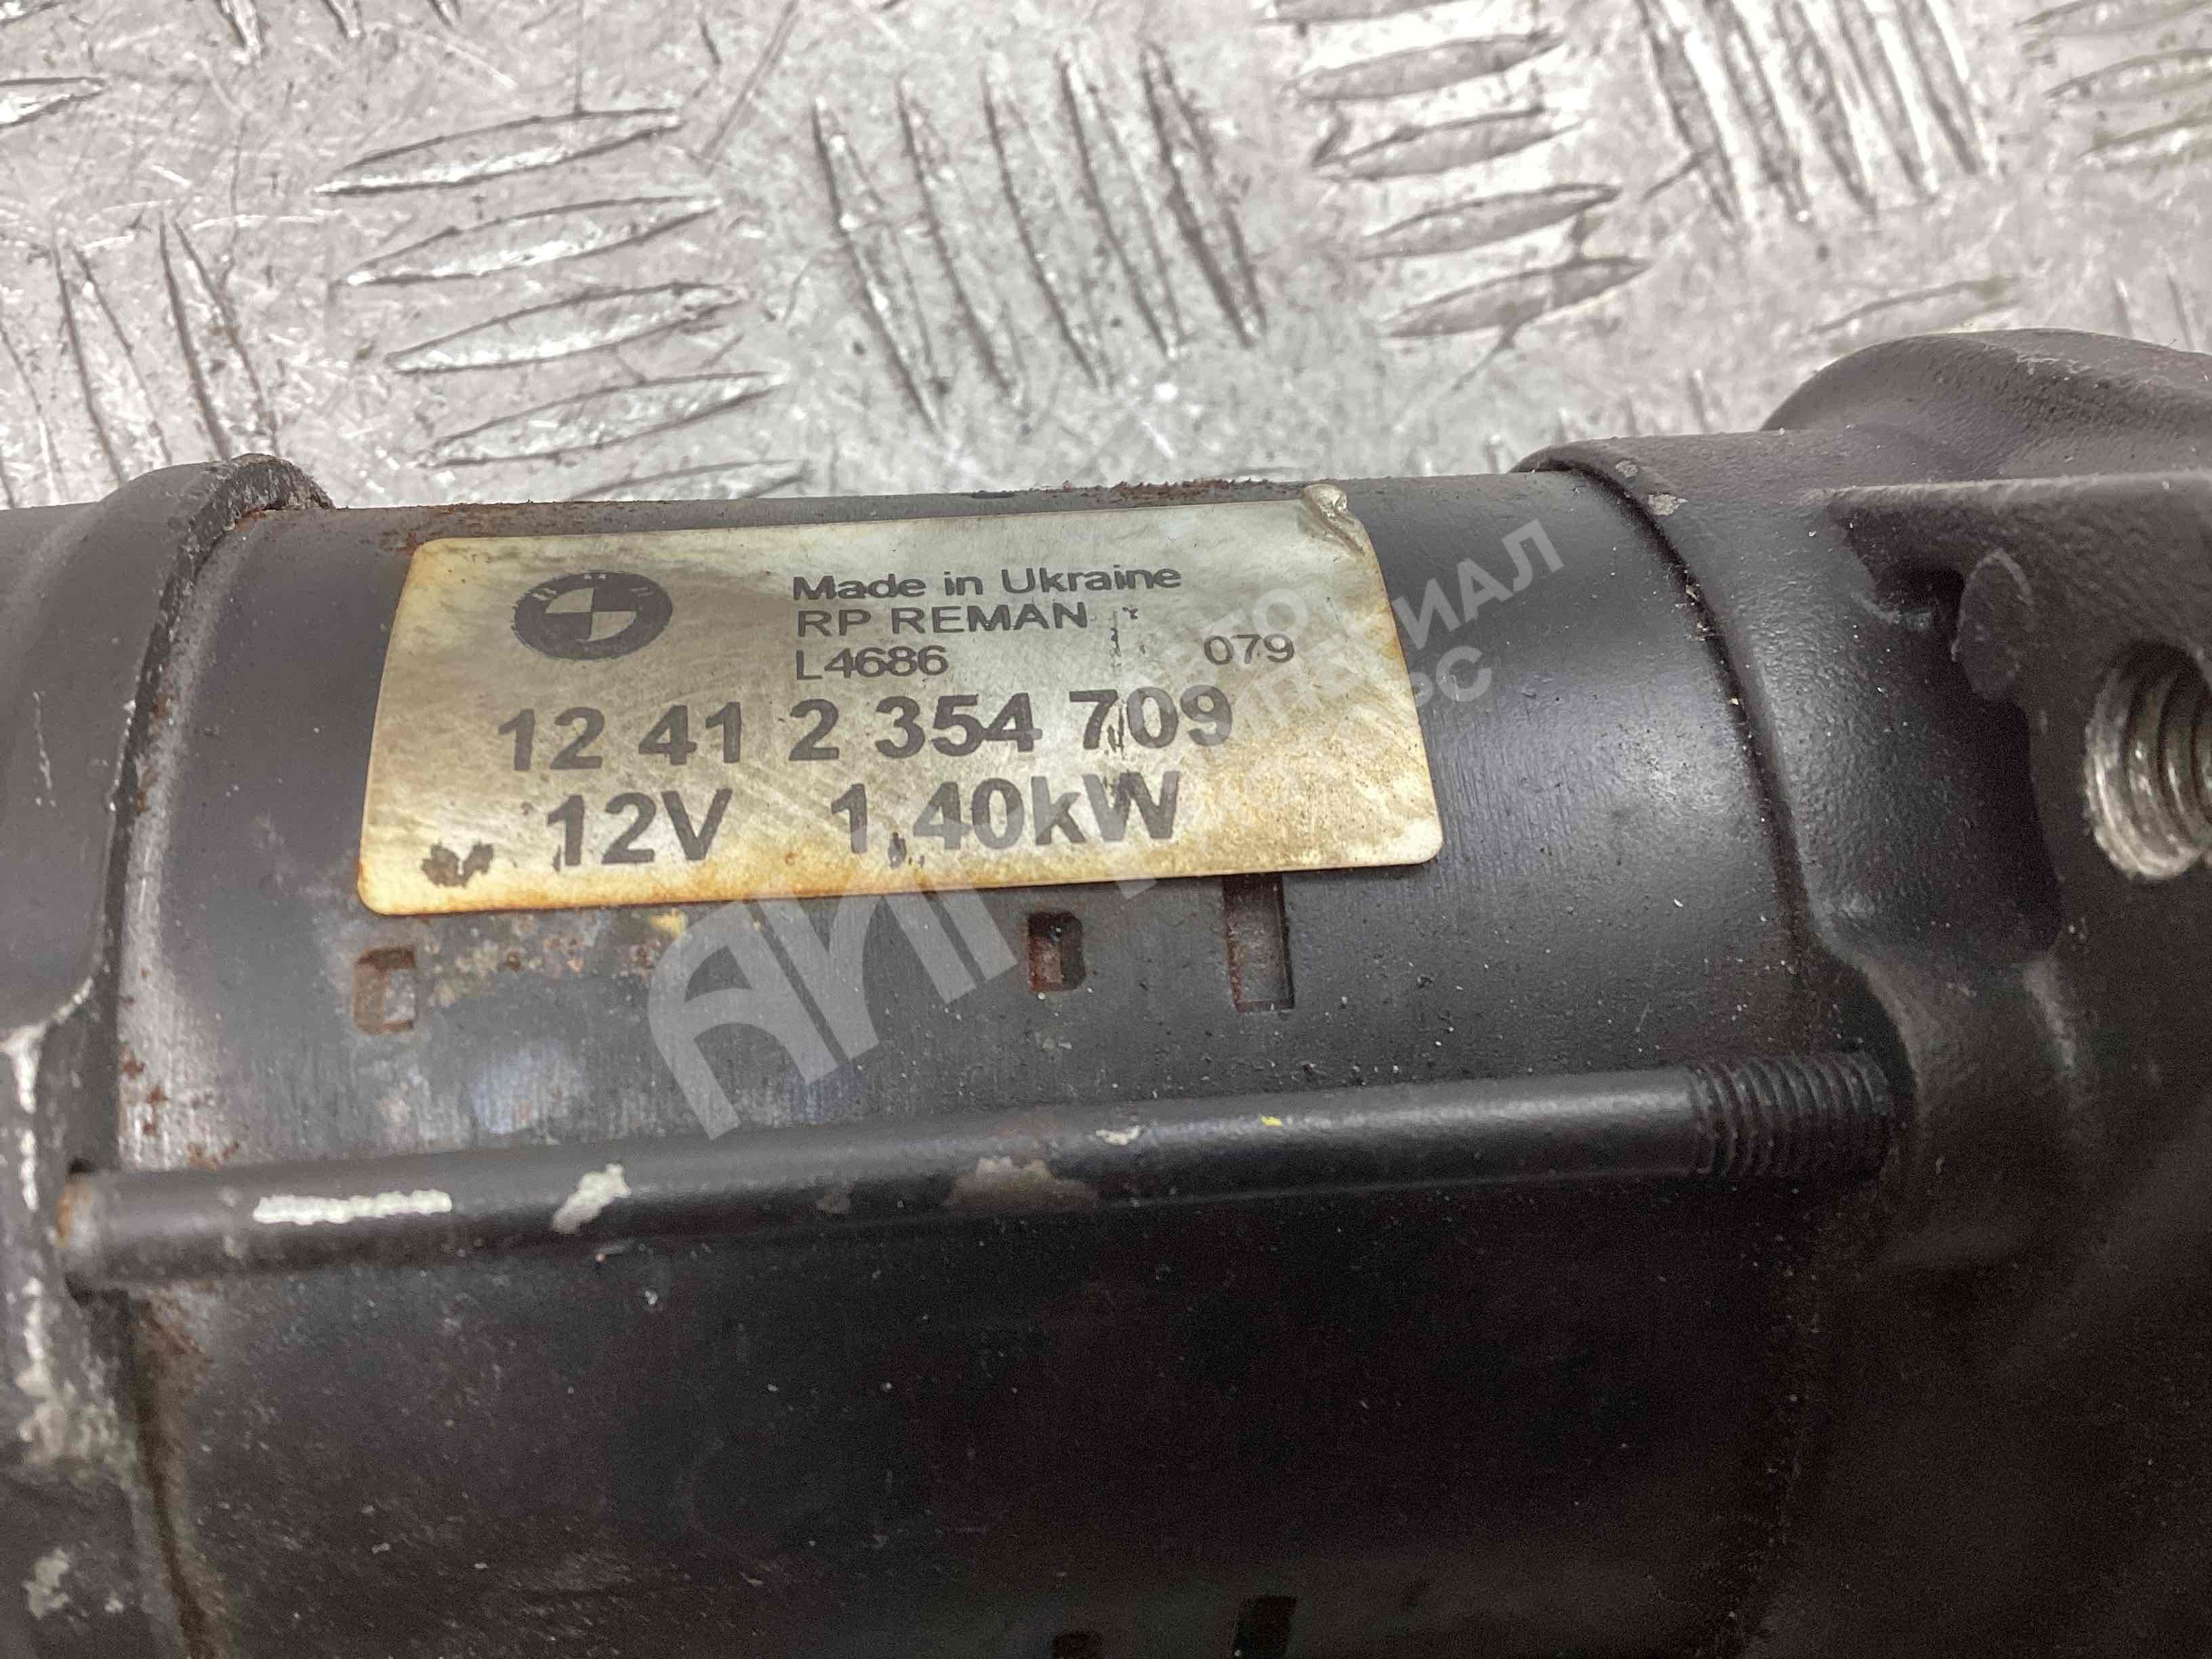 Made in Ukraine
RP REMAN
L4686 079
12 41 2 354 709
12V 1,40kW